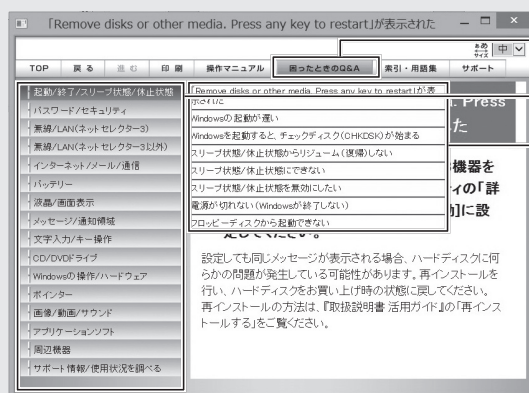 「Remove disks or other media. Press any key to restart」が表示された
あめ
サイズ
中
TOP 戻る 進む 印刷 操作マニュアル 困ったときのQ&A 索引・用語集 サポート
起動/終了/スリープ状態/休止状態
パスワード/セキュリティ
無線/LAN(ネットセレクター3)
無線/LAN(ネットセレクター3以外)
インターネット/メール/通信
バッテリー
液晶/画面表示
メッセージ/通知領域
文字入力/キー操作
CD/DVDドライブ
Windowsの操作/ハードウェア
ポインター
画像/動画/サウンド
アプリケーションソフト
周辺機器
サポート情報/使用状況を調べる
「Remove disks or other media. Press any key to restart」が表
示された
Windowsの起動が遅い
Windowsを起動すると、チェックディスク(CHKDSK)が始まる
スリープ状態/休止状態からリジューム(復帰)しない
スリープ状態/休止状態にできない
スリープ状態/休止状態を無効にしたい
電源が切れない(Windowsが終了しない)
フロッピーディスクから起動できない
. Press
た
機器を
ィの「詳
]に設
定してください。
設定しても同じメッセージが表示される場合、ハードディスクに何
らかの問題が発生している可能性があります。再インストールを
行い、ハードディスクをお買い上げ時の状態に戻してください。
再インストールの方法は、『取扱説明書 活用ガイド』の「再インス
トールする」をご覧ください。